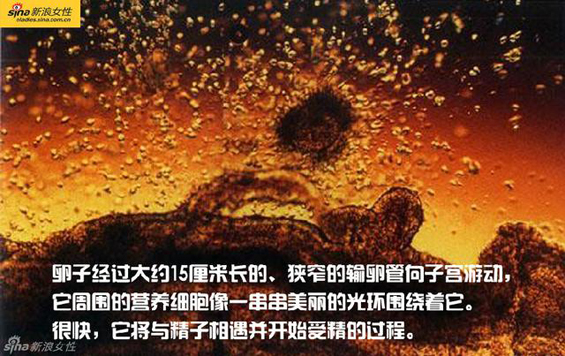 sina新浪女性
eladies.sina.com.cn
卵子经过大约15厘米长的、狭窄的输卵管向子宫游动，
它周围的营养细胞像一串串美丽的光环围绕着它。
很快，它将与精子相遇并开始受精的过程。
sina新浪女性